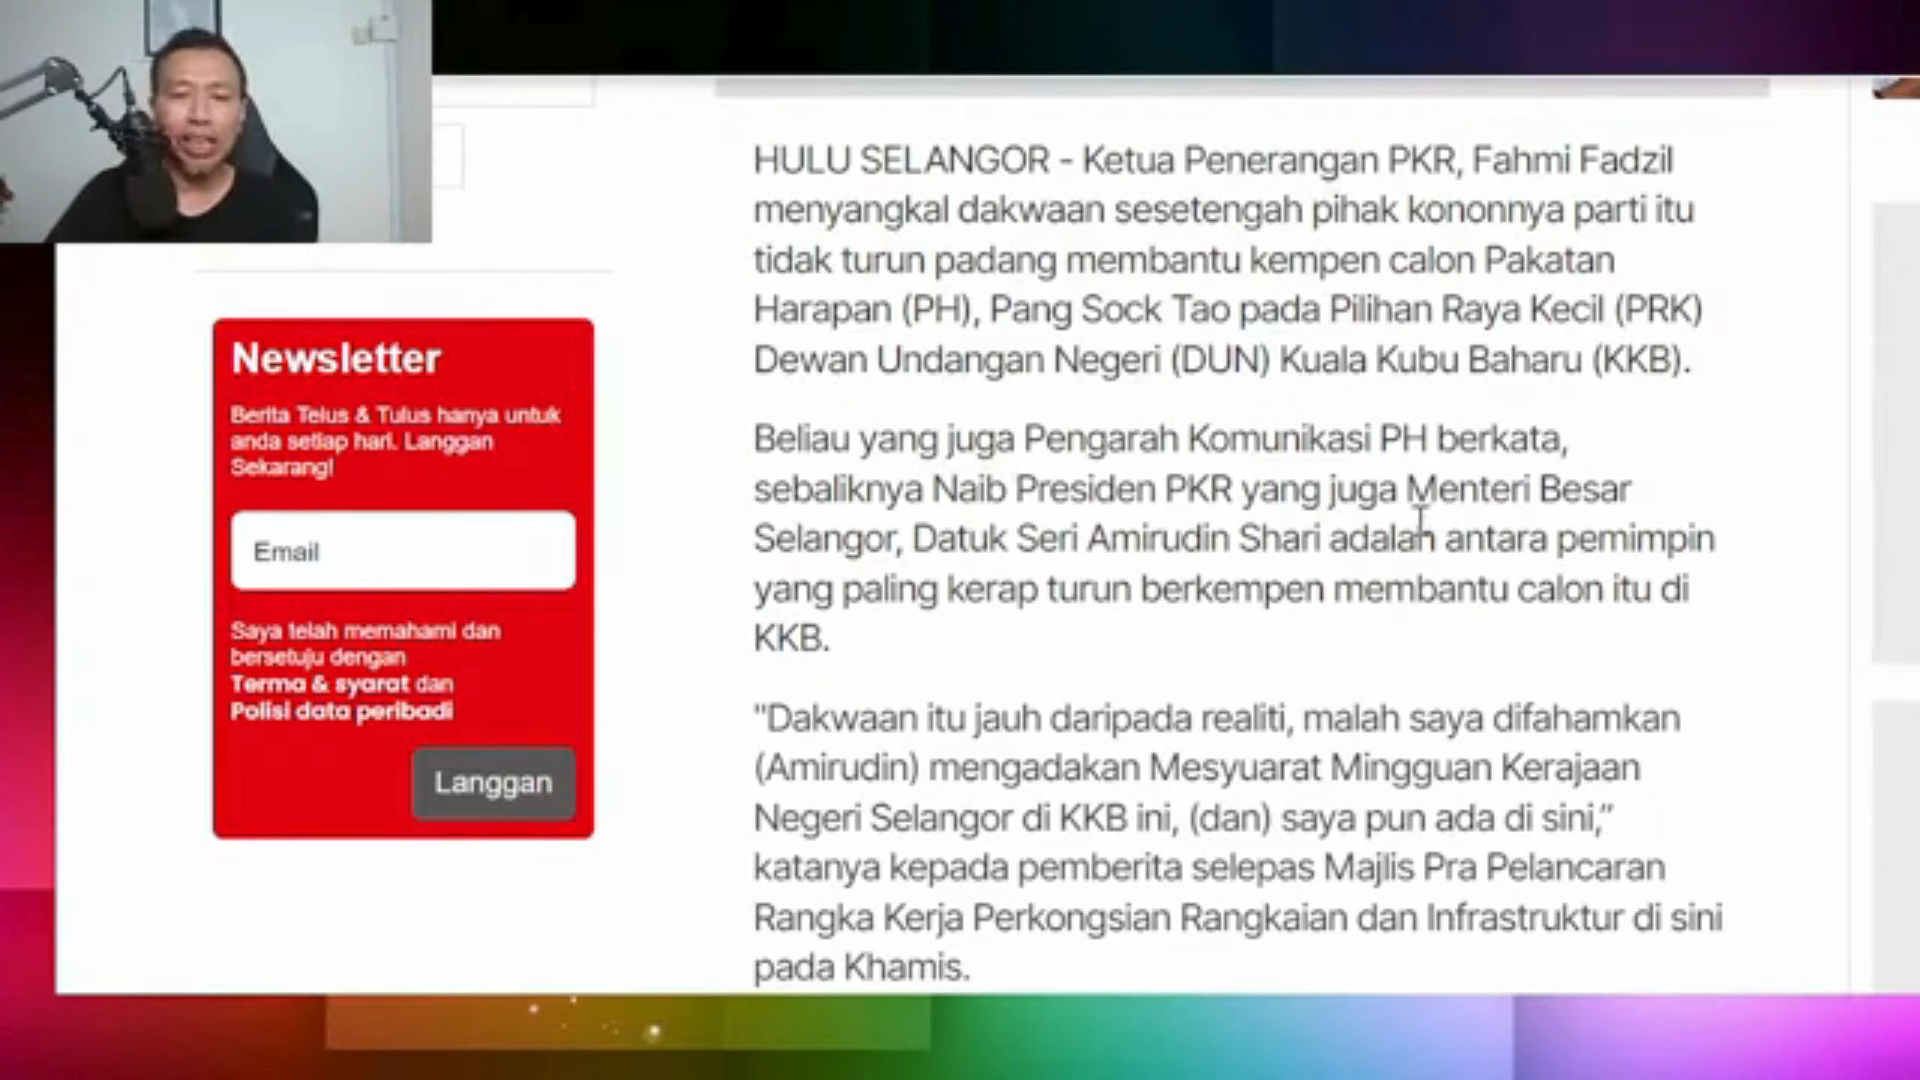 Newsletter
Berita Telus & Tulus hanya untuk
anda setiap hari. Langgan
Sekarang!
Email
Saya telah memahami dan
bersetuju dengan
Terma & syarat dan
Polisi data peribadi
Langgan
HULU SELANGOR - Ketua Penerangan PKR, Fahmi Fadzil
menyangkal dakwaan sesetengah pihak kononnya parti itu
tidak turun padang membantu kempen calon Pakatan
Harapan (PH), Pang Sock Tao pada Pilihan Raya Kecil (PRK)
Dewan Undangan Negeri (DUN) Kuala Kubu Baharu (KKB).
Beliau yang juga Pengarah Komunikasi PH berkata,
sebaliknya Naib Presiden PKR yang juga Menteri Besar
Selangor, Datuk Seri Amirudin Shari adalah antara pemimpin
yang paling kerap turun berkempen membantu calon itu di
KKB.
"Dakwaan itu jauh daripada realiti, malah saya difahamkan
(Amirudin) mengadakan Mesyuarat Mingguan Kerajaan
Negeri Selangor di KKB ini, (dan) saya pun ada di sini,”
katanya kepada pemberita selepas Majlis Pra Pelancaran
Rangka Kerja Perkongsian Rangkaian dan Infrastruktur di sini
pada Khamis.